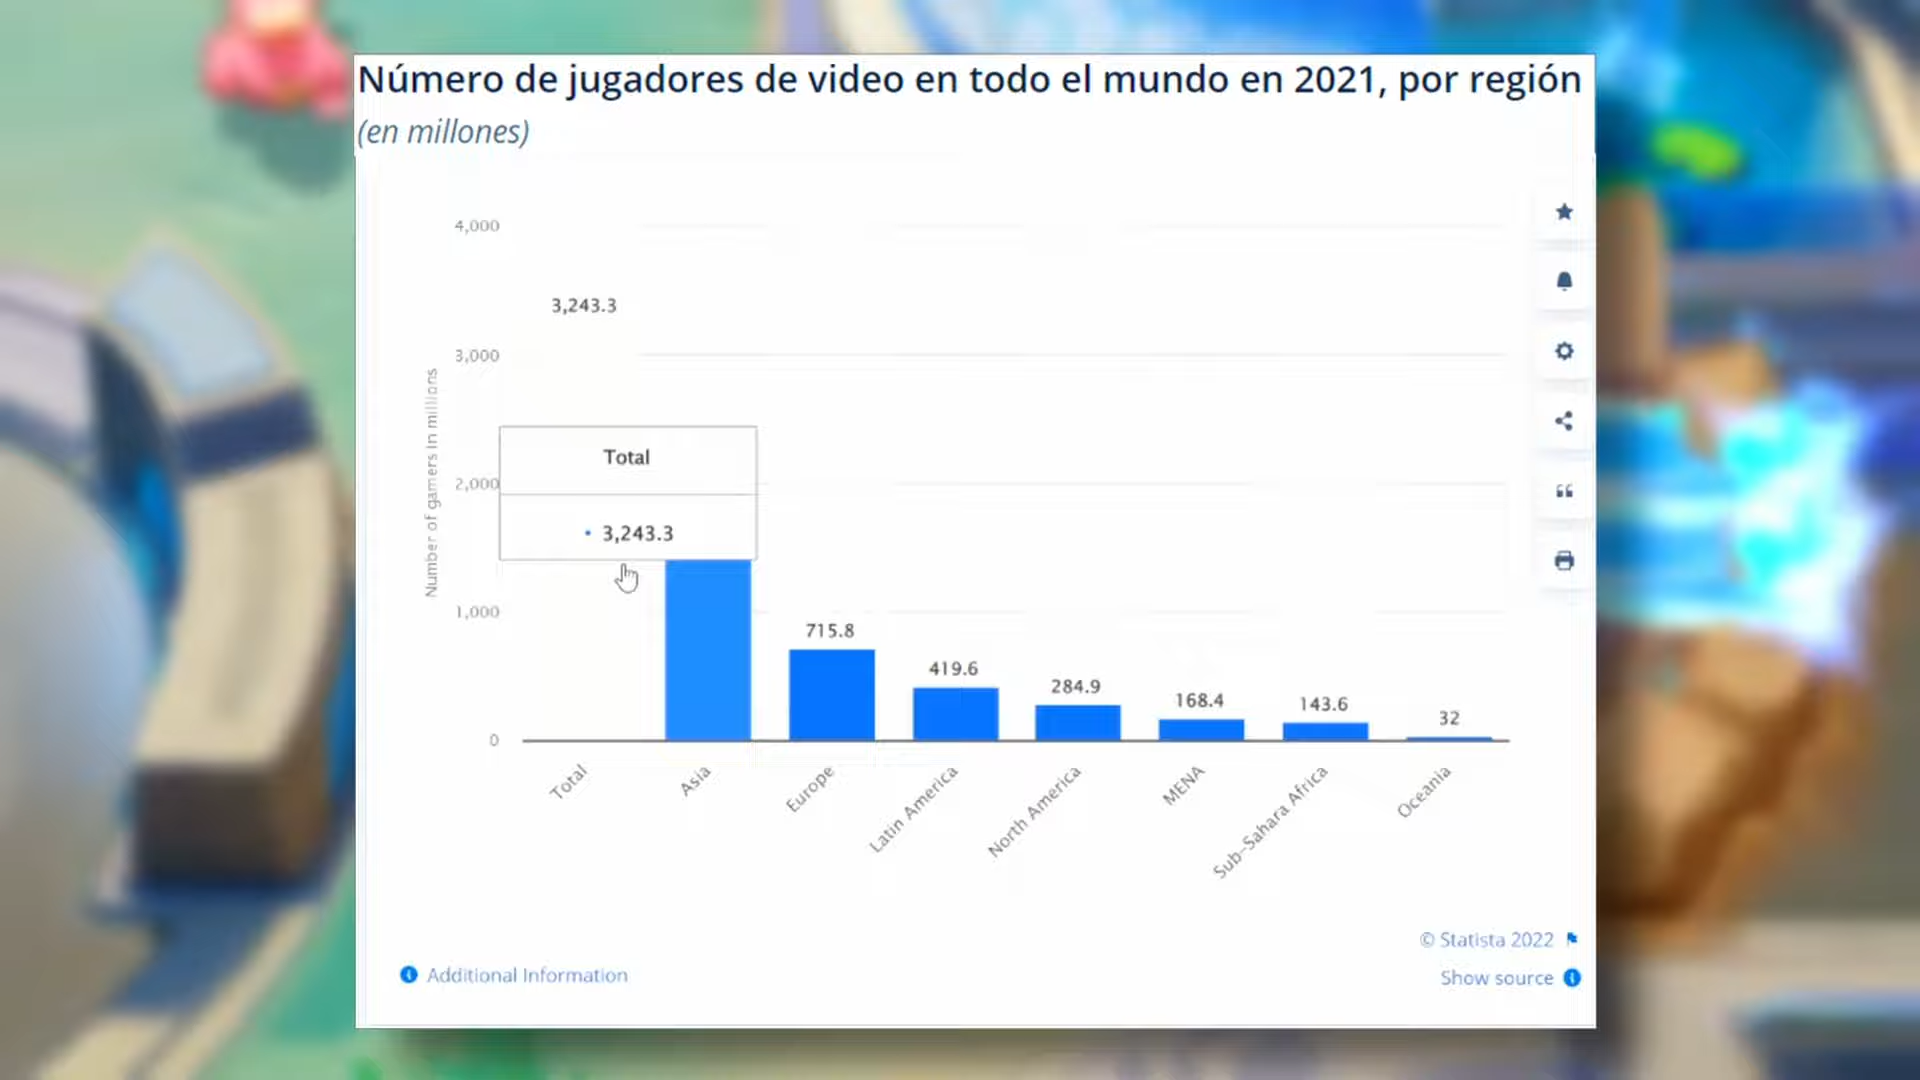 Número de jugadores de video en todo el mundo en 2021, por región
(en millones)
4,000
3,243.3
3,000
Number of gamers in millions
Total
2,000
3,243.3
1,000
715.8
419.6
284.9
168.4
143.6
32
0
Total
Asia
Europe
Latin America
North America
MENA
Sub-Sahara Africa
Oceania
© Statista 2022
Additional Information
Show source